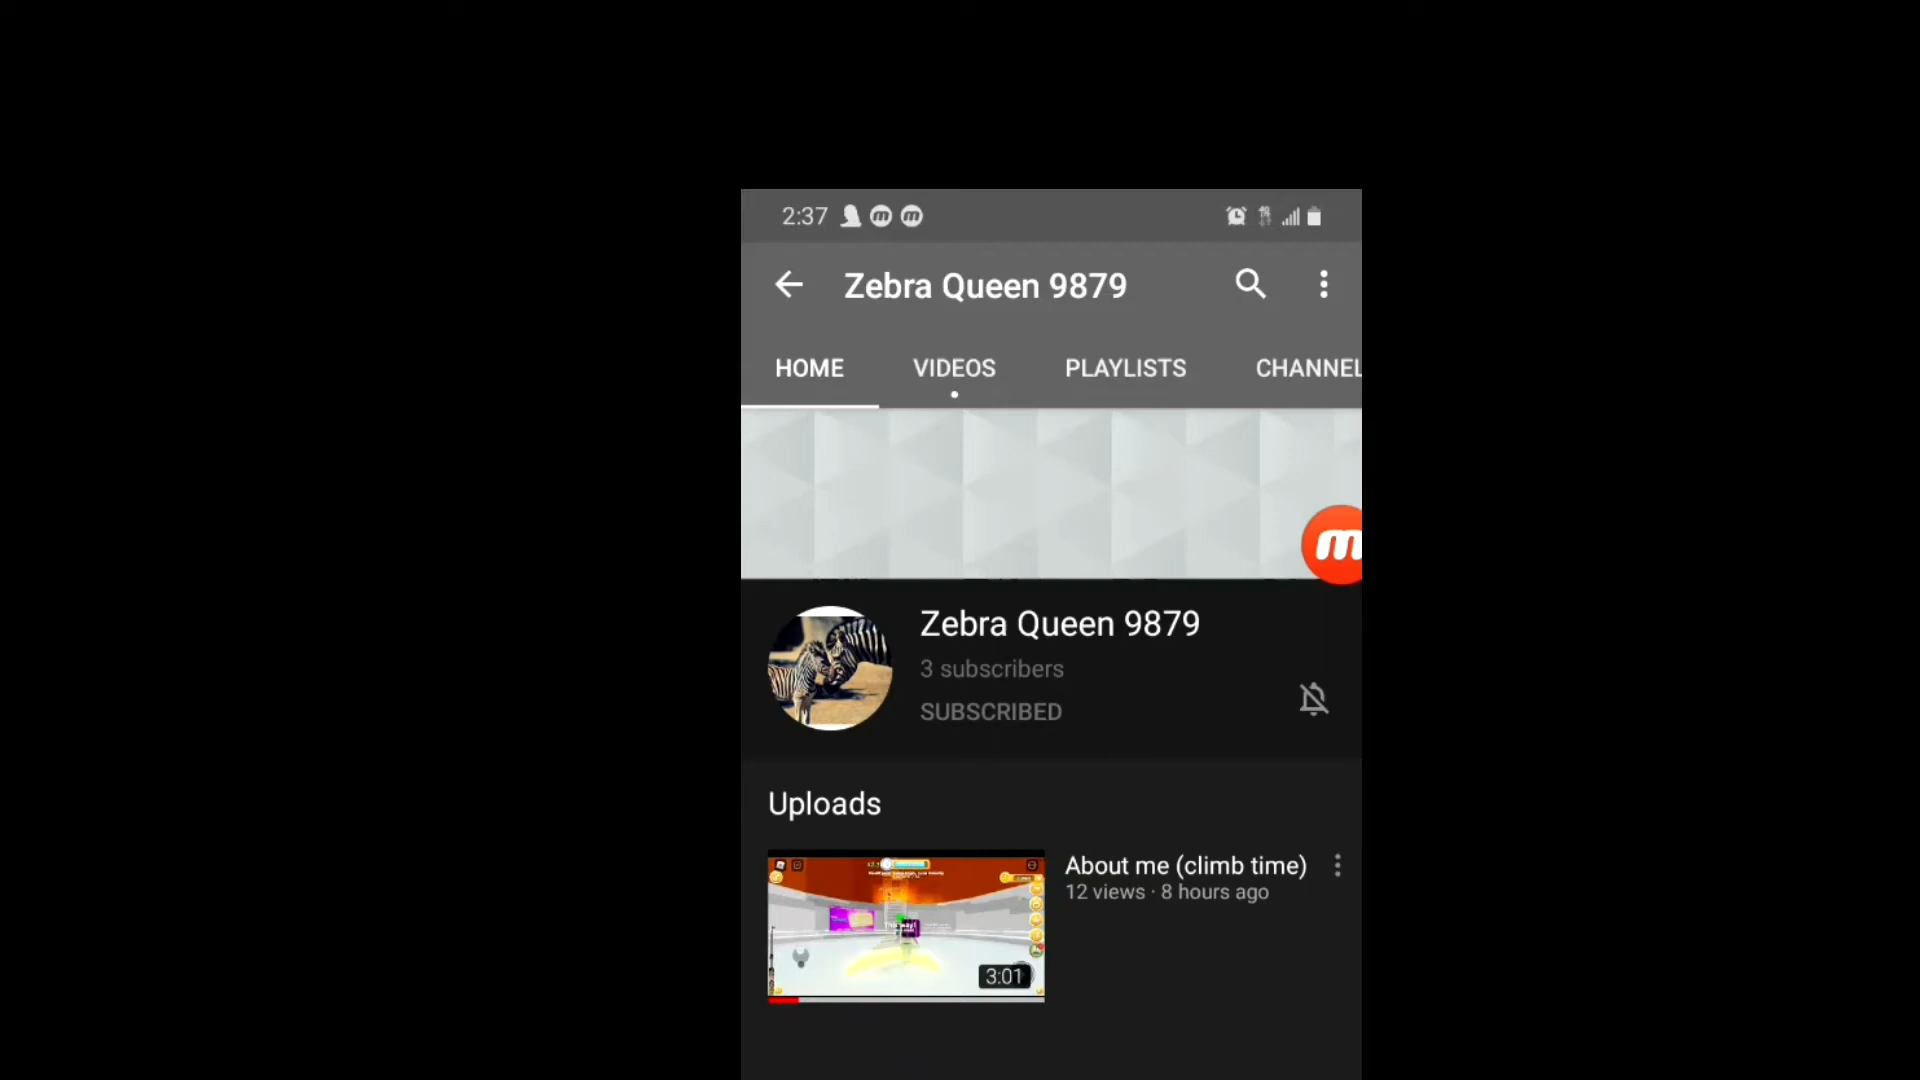 2:37
Zebra Queen 9879
HOME VIDEOS PLAYLISTS CHANNEL
Zebra Queen 9879
3 subscribers
SUBSCRIBED
Uploads
About me (climb time)
12 views · 8 hours ago
3:01